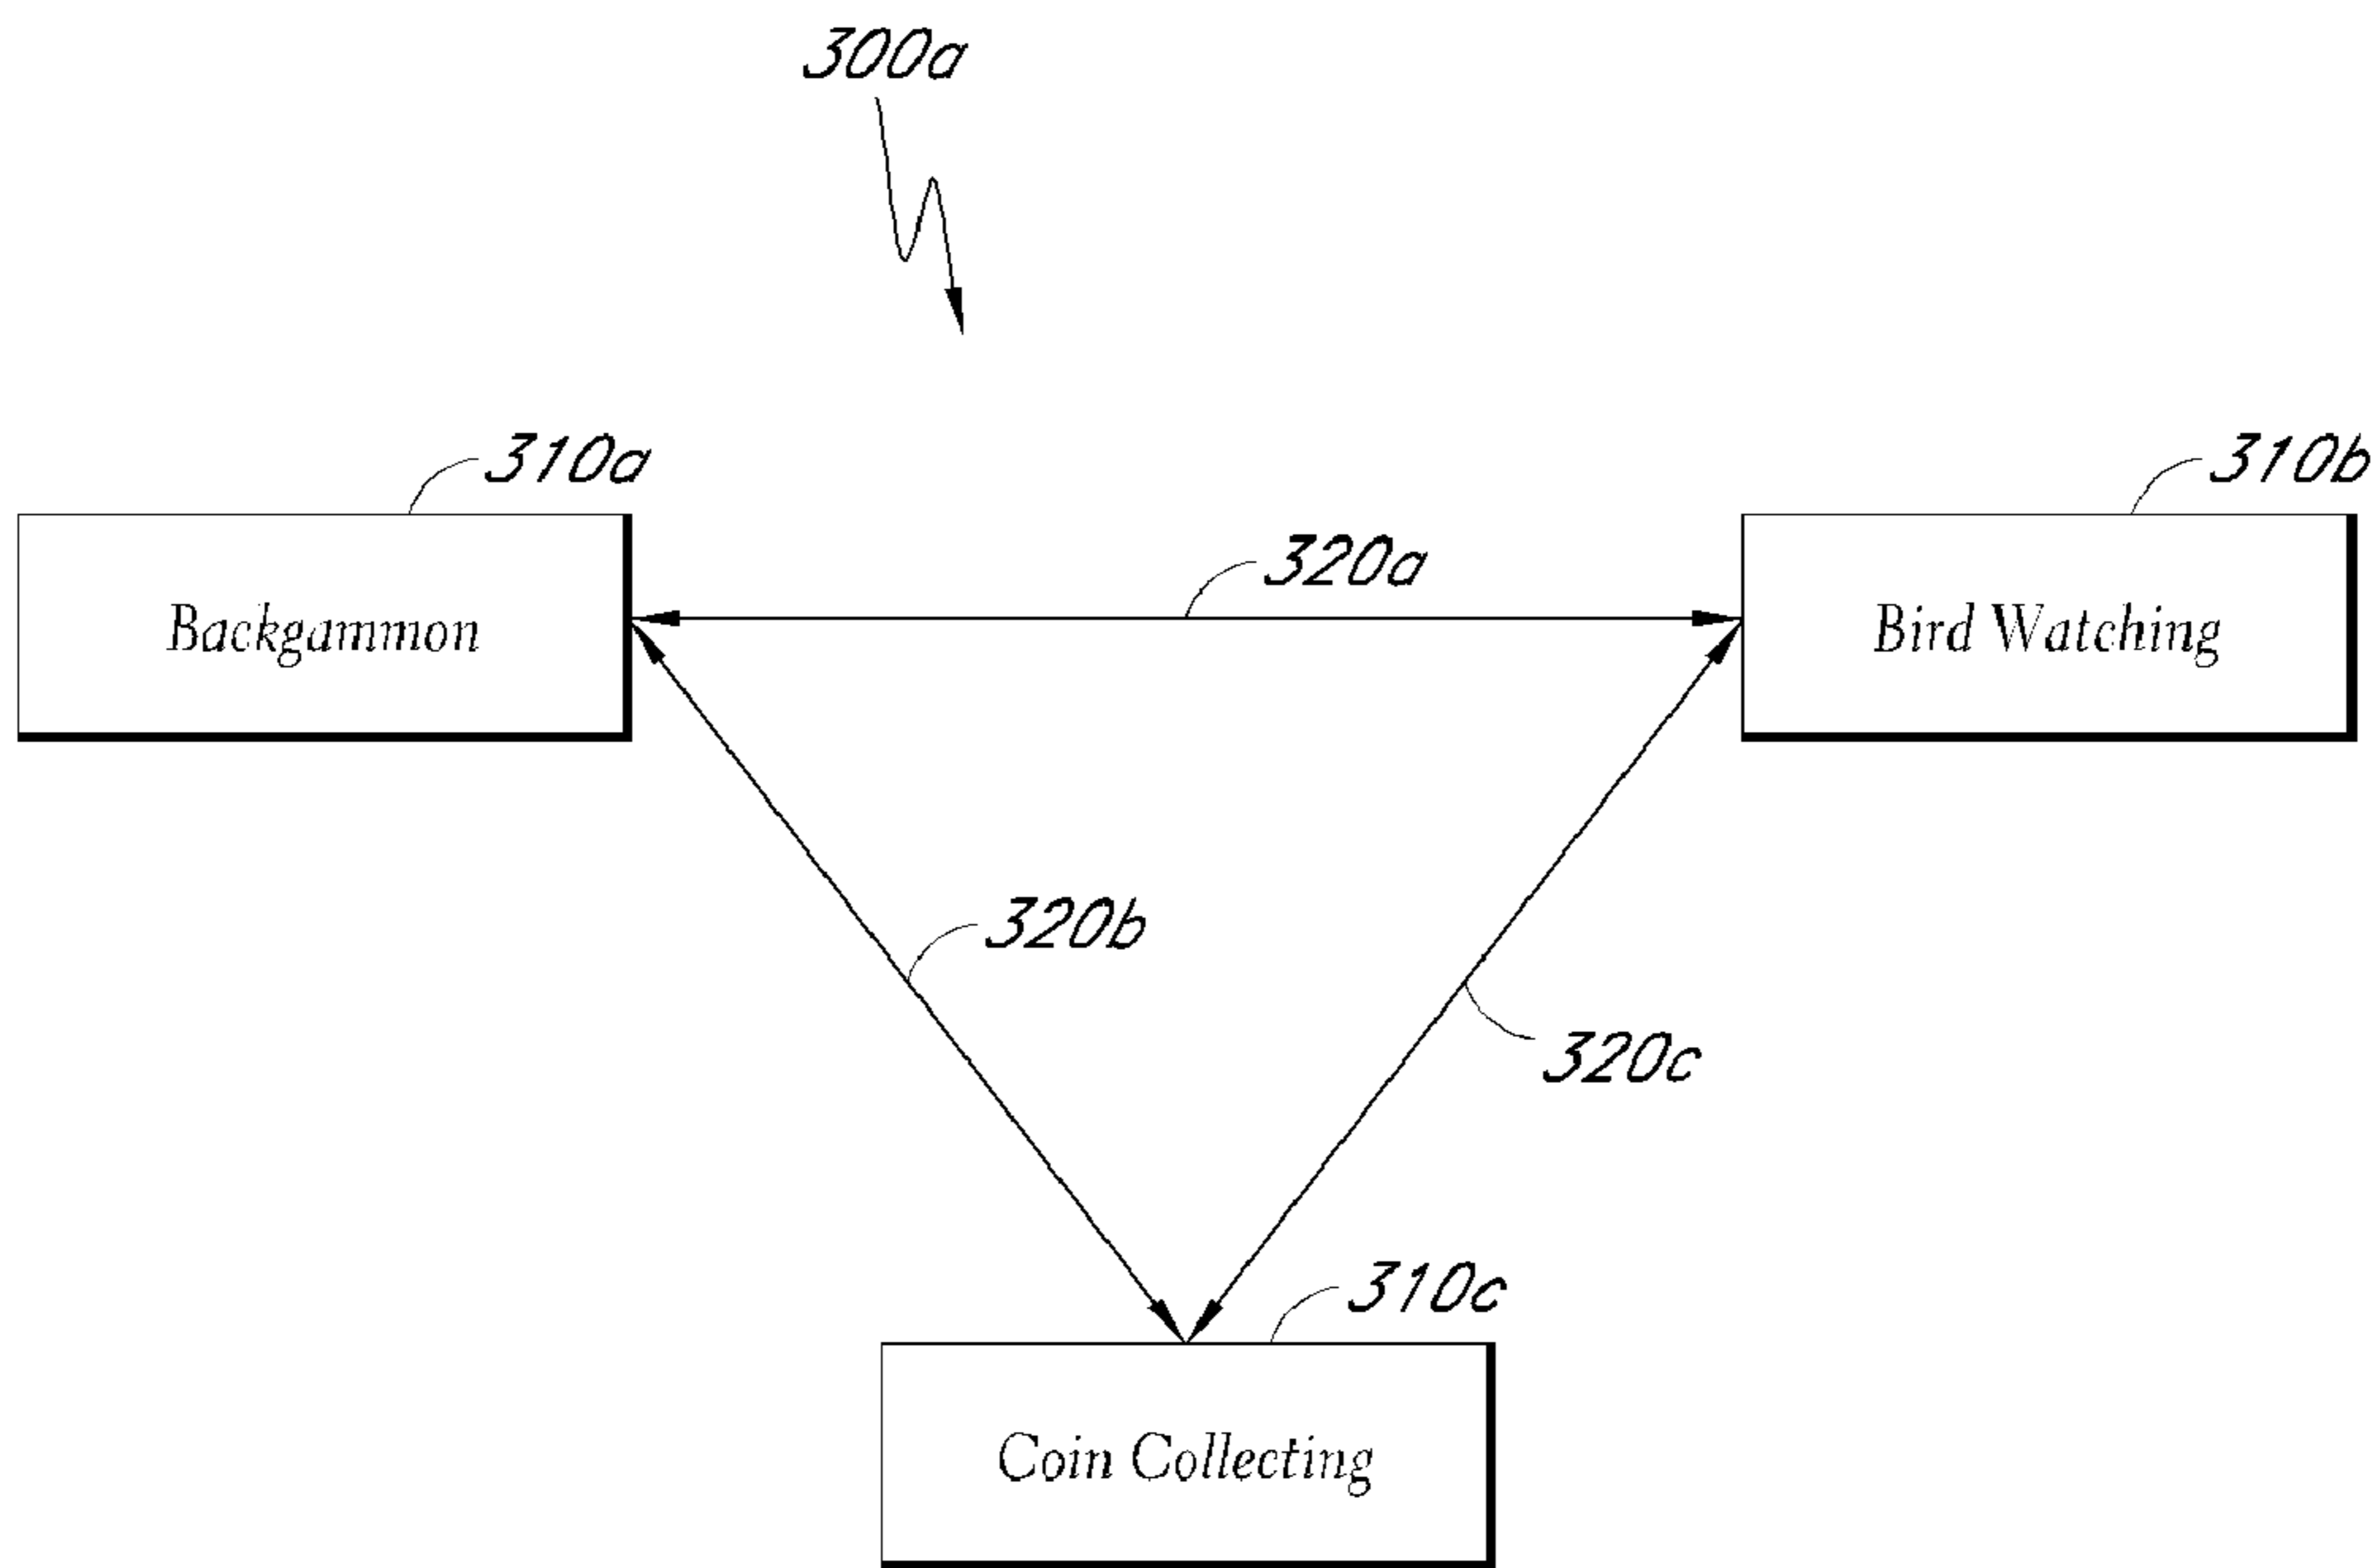 300a
310a
310b
320a
Backgammon
Bird Watching
320b
320c
310c
Coin Collecting